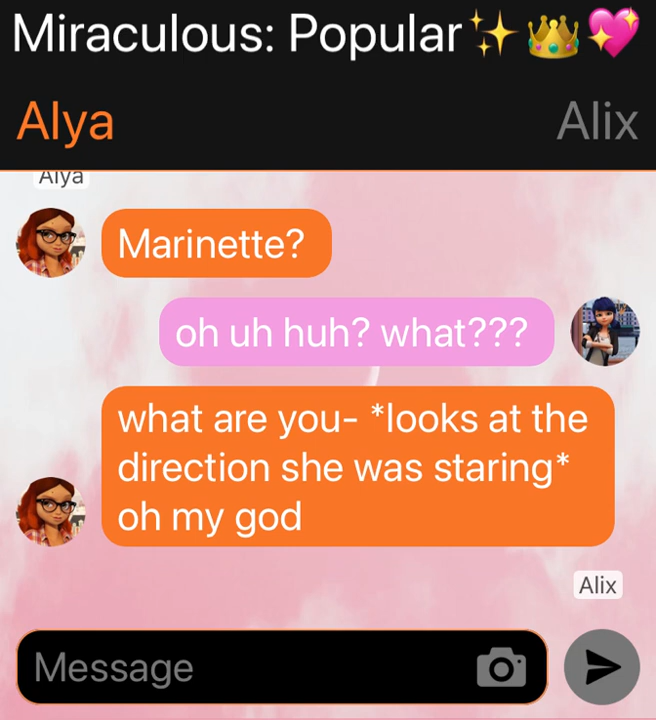 Miraculous: Popular✨👑💖
Alya Alix
Alya
Marinette?
oh uh huh? what???
what are you- *looks at the
direction she was staring*
oh my god
Alix
Message